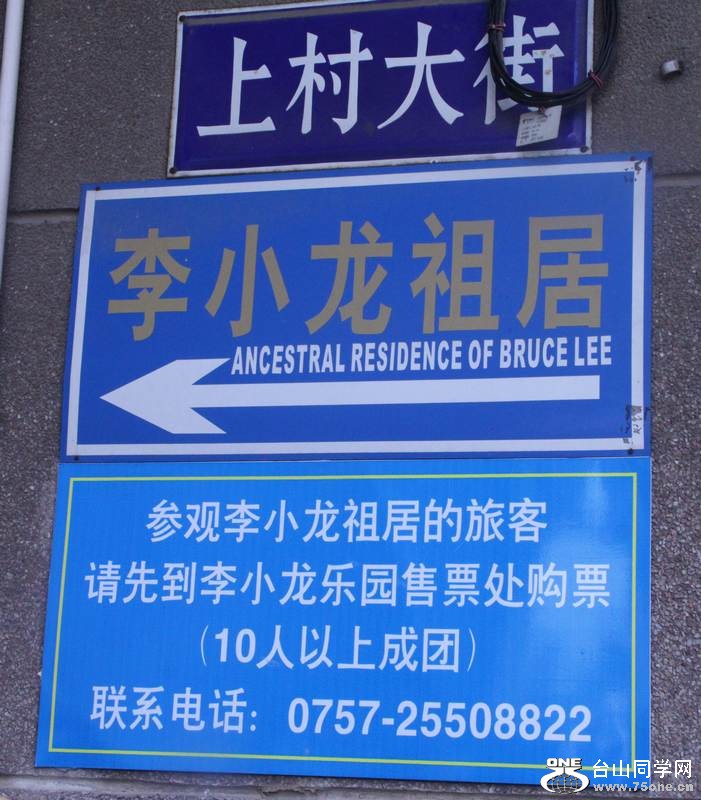 上村大街
李小龙祖居
ANCESTRAL RESIDENCE OF BRUCE LEE
参观李小龙祖居的旅客
请先到李小龙乐园售票处购票
（10人以上成团）
联系电话：0757-25508822
ONE
台山同学网
www.75one.cn